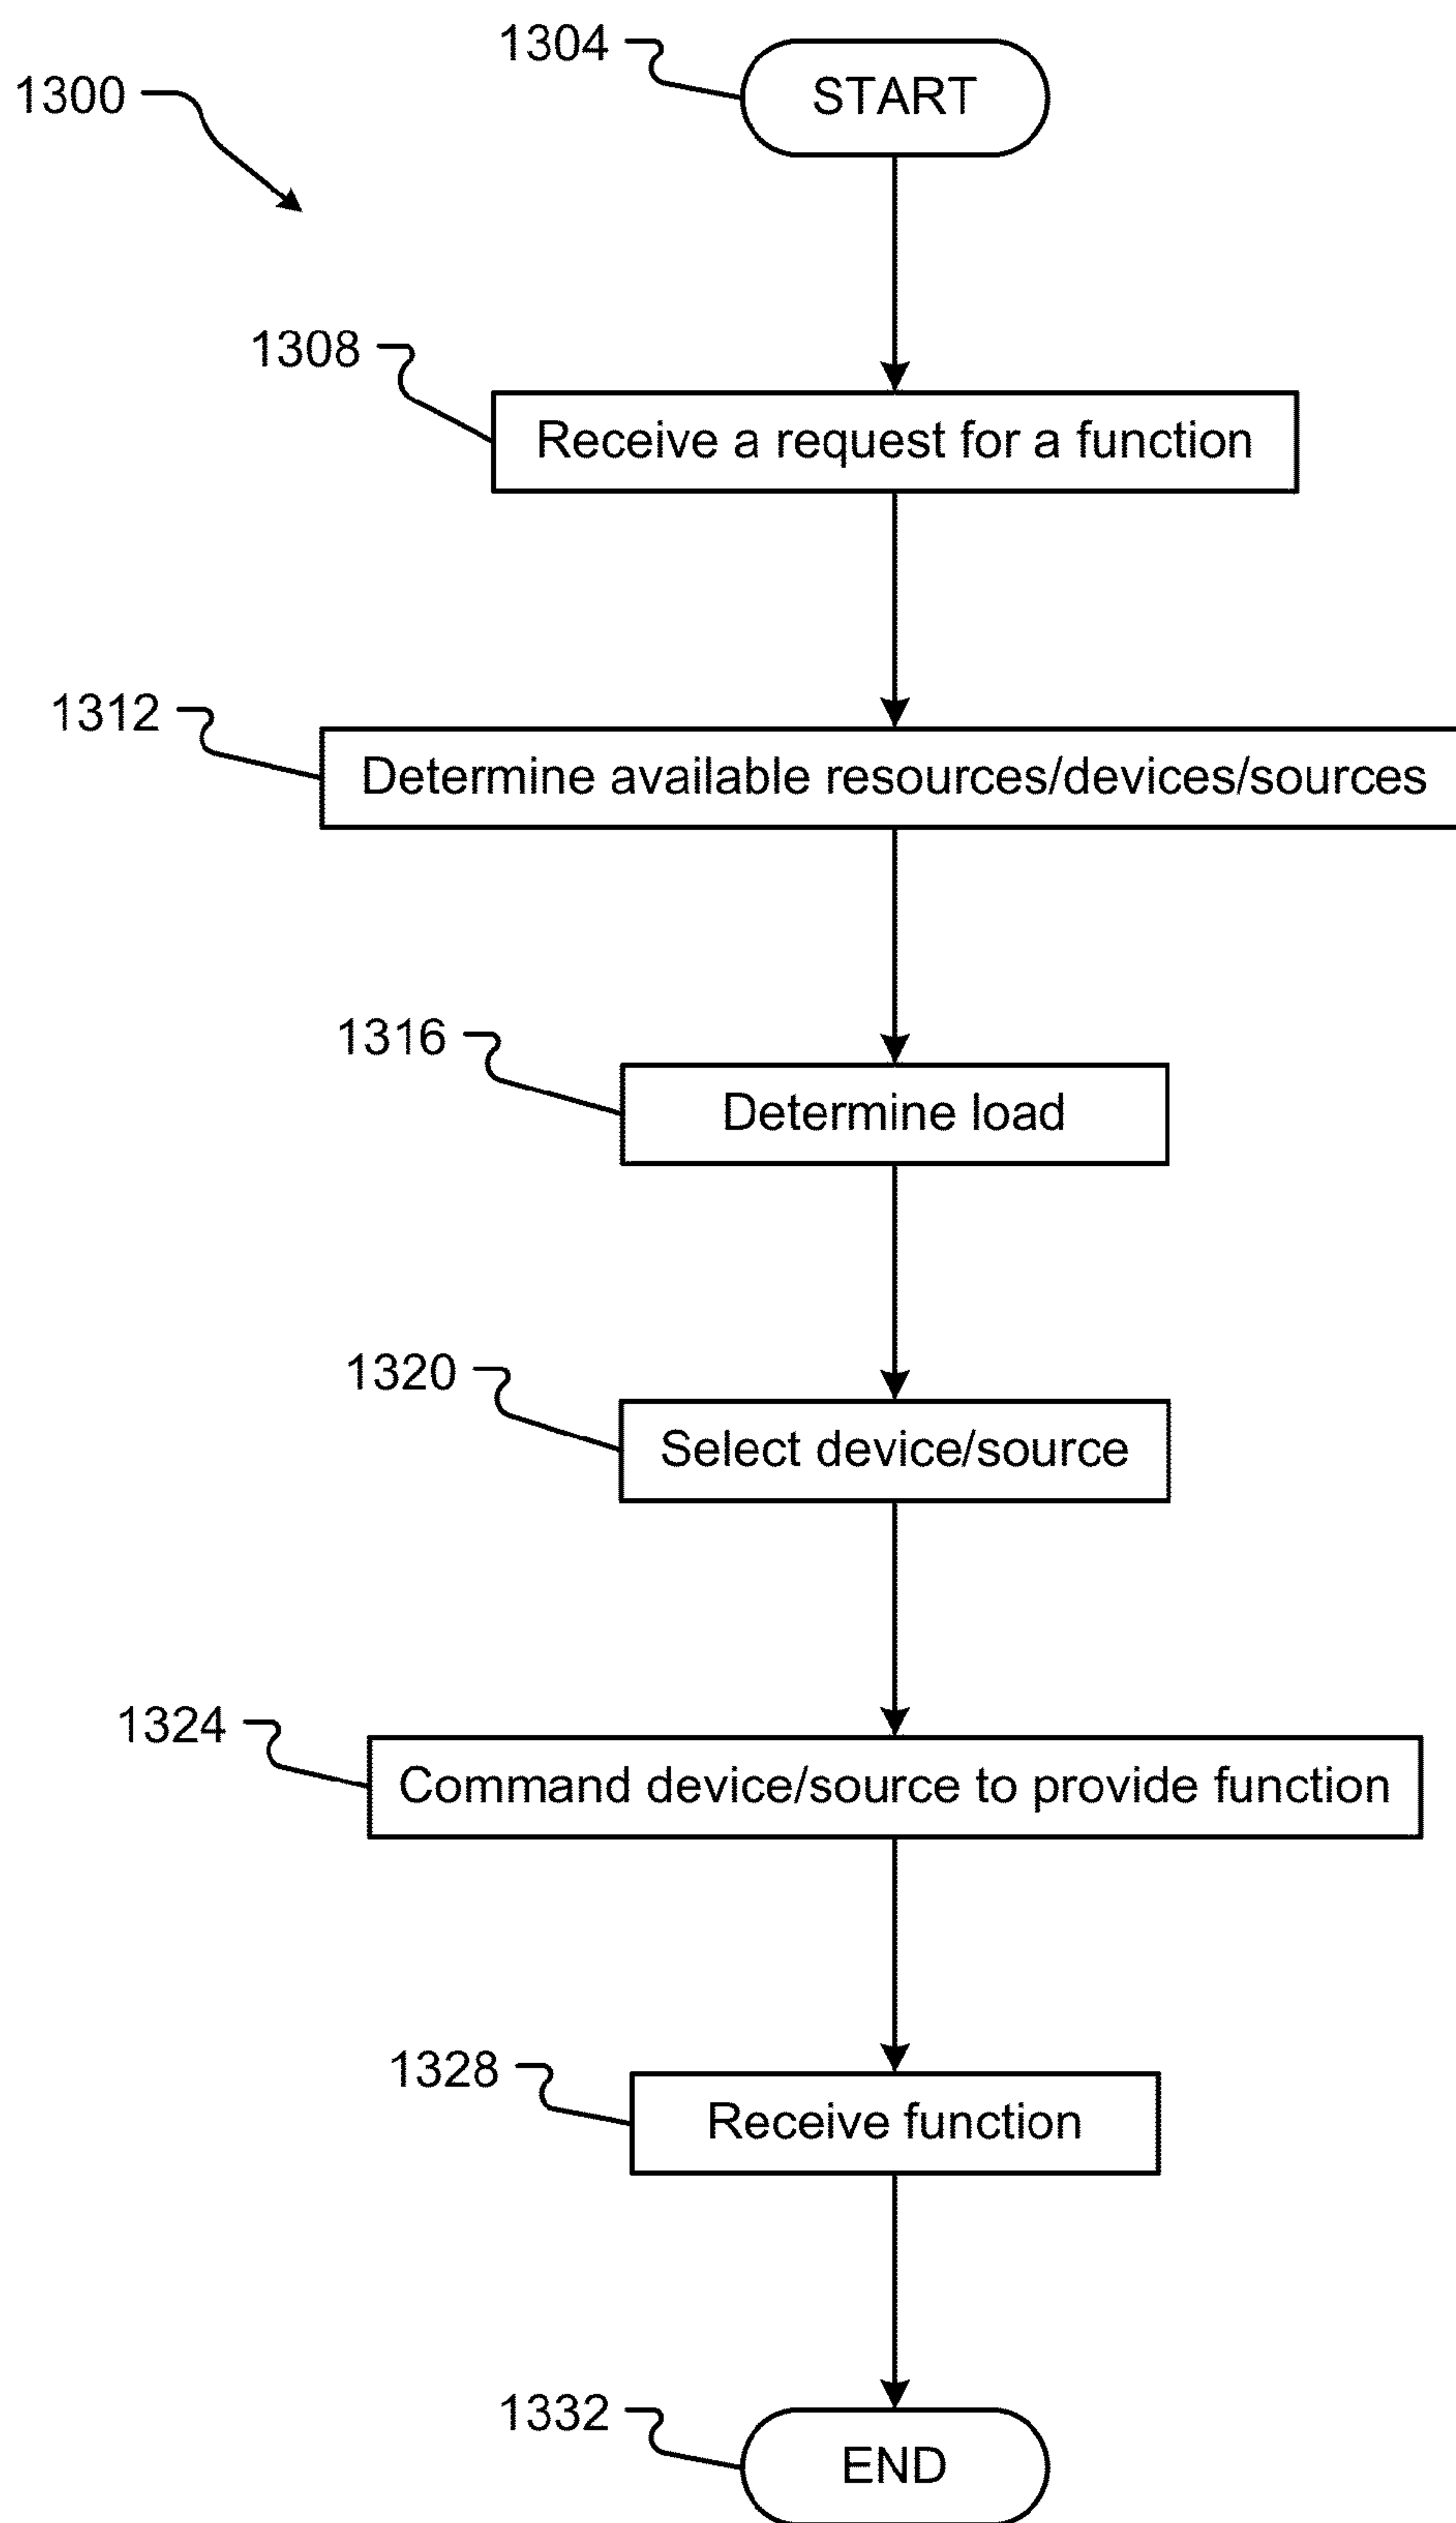 1304
START
1300
1308
Receive a request for a function
1312
Determine available resources/devices/sources
1316
Determine load
1320
Select device/source
1324
Command device/source to provide function
1328
Receive function
1332
END